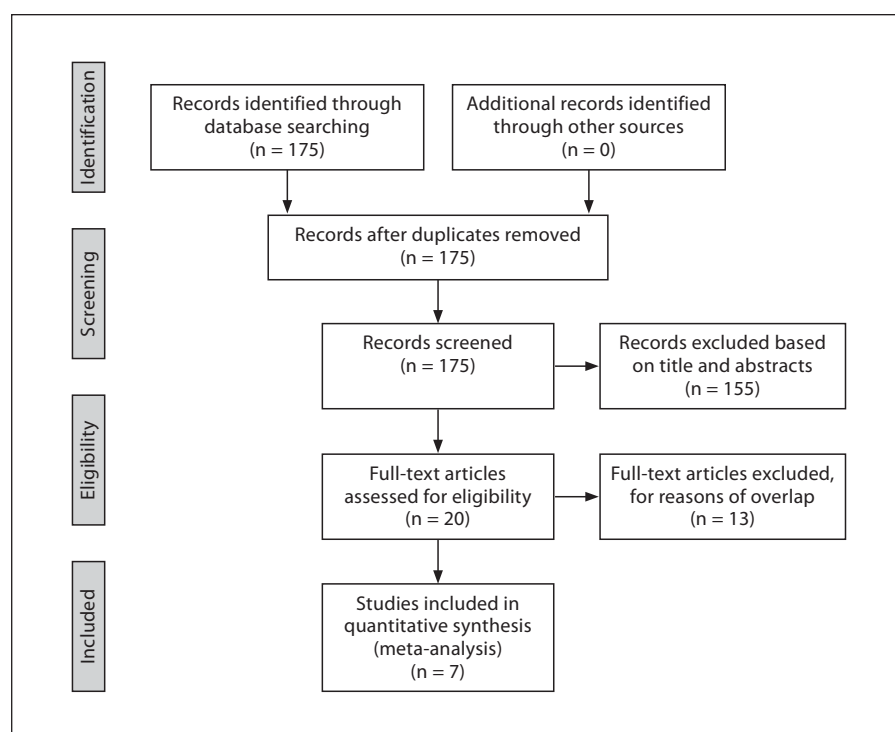 Identification
Records identified through
database searching
(n = 175)
Additional records identified
through other sources
(n = 0)
Screening
Records after duplicates removed
(n = 175)
Records screened
(n = 175)
Records excluded based
on title and abstracts
(n = 155)
Eligibility
Full-text articles
assessed for eligibility
(n = 20)
Full-text articles excluded,
for reasons of overlap
(n = 13)
Included
Studies included in
quantitative synthesis
(meta-analysis)
(n = 7)